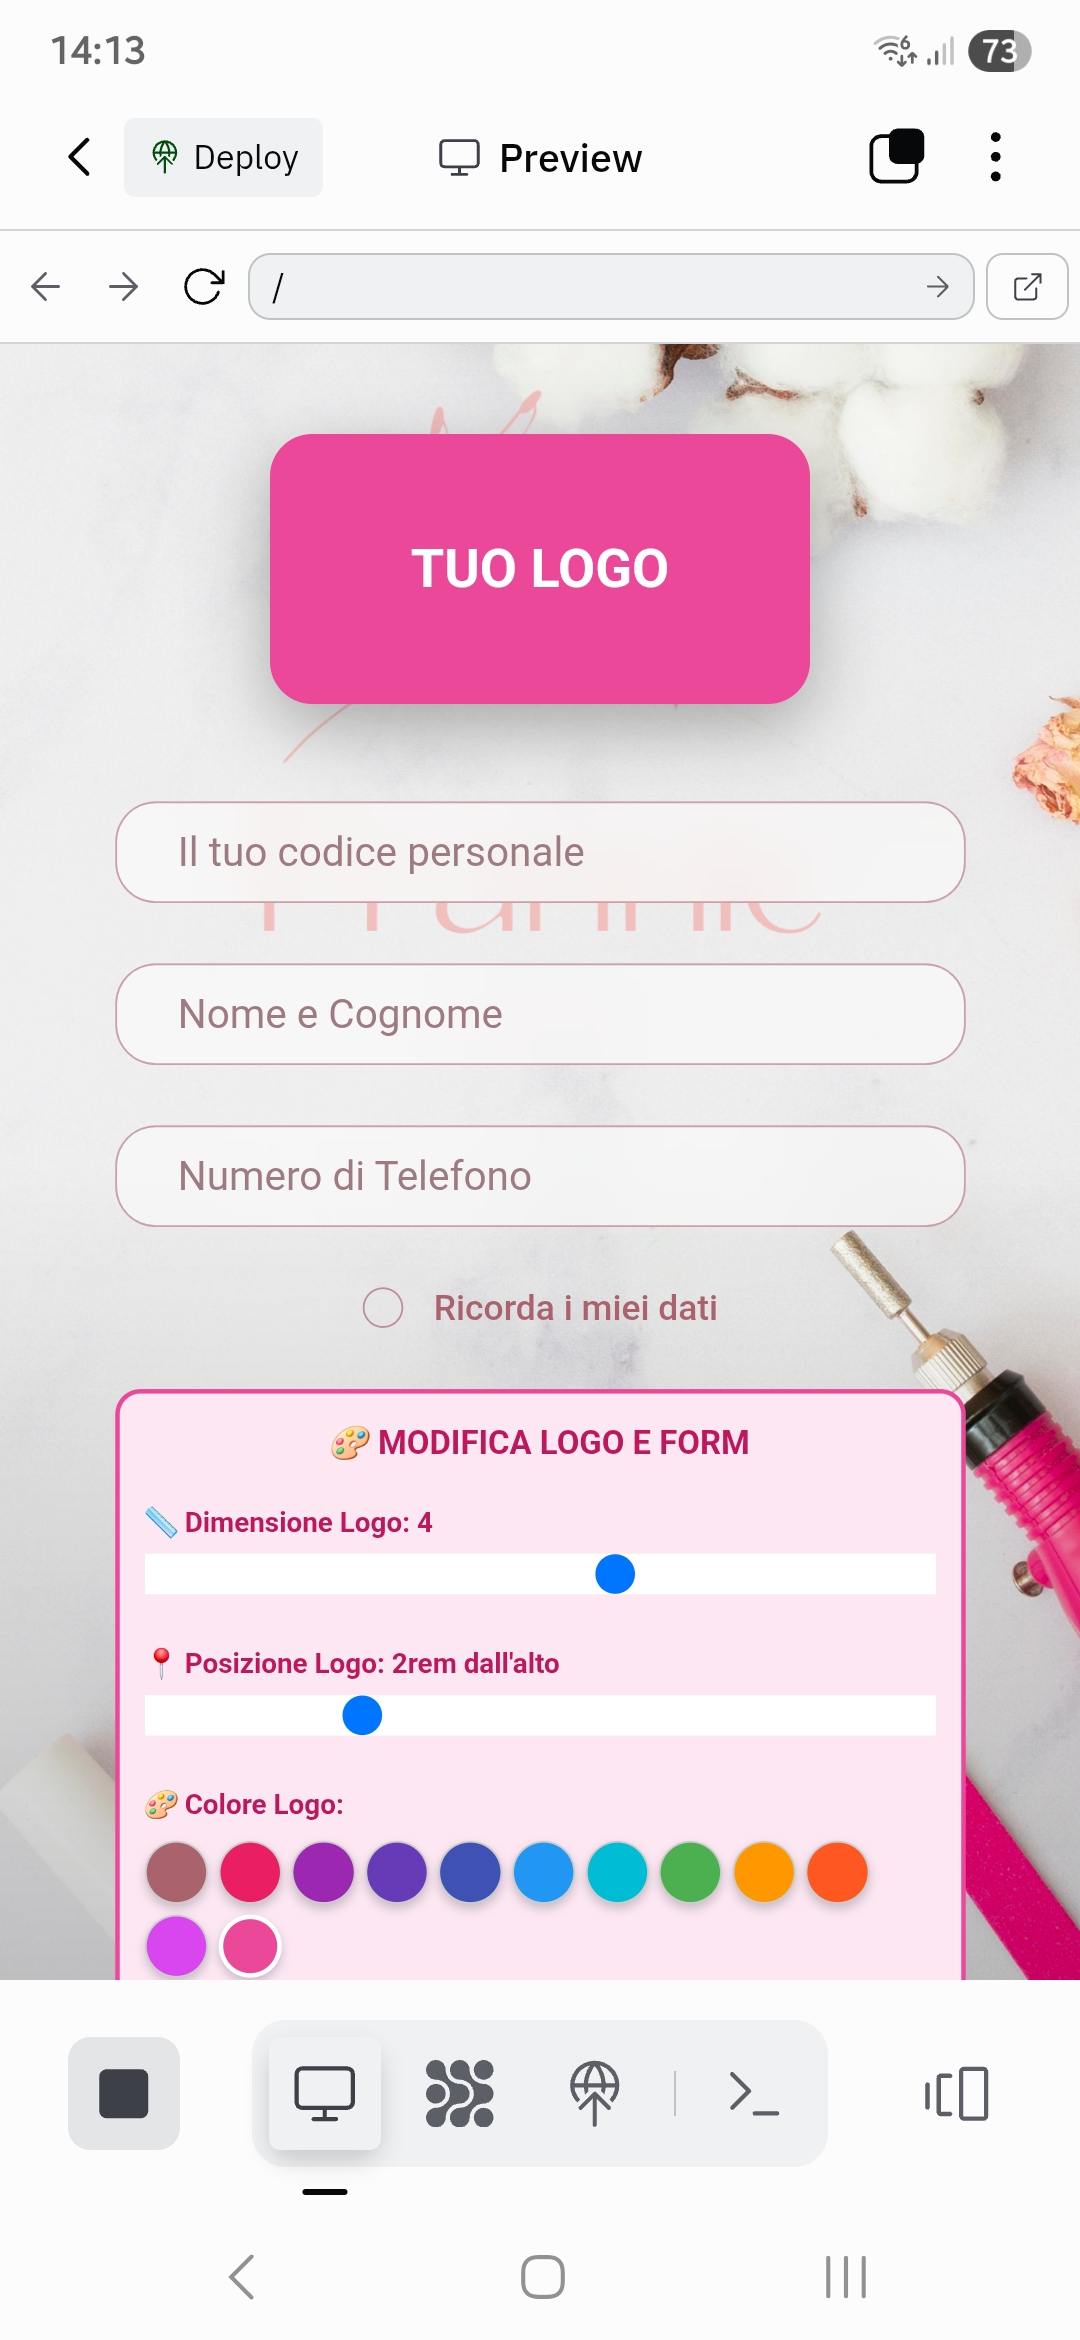 14:13
6
73
Deploy
Preview
/
TUO LOGO
Il tuo codice personale
Nome e Cognome
Numero di Telefono
Ricorda i miei dati
MODIFICA LOGO E FORM
Dimensione Logo: 4
Posizione Logo: 2rem dall'alto
Colore Logo: